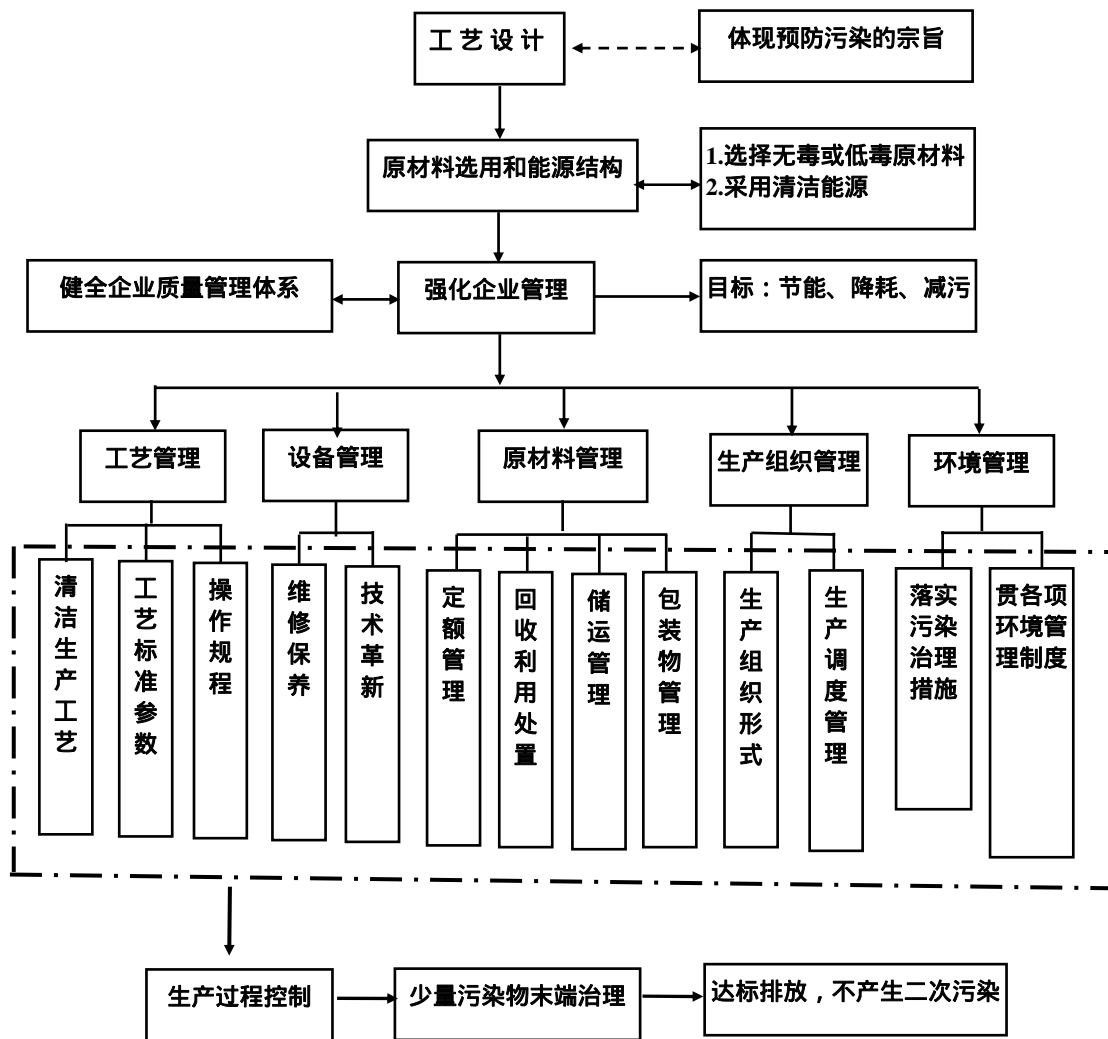 工艺设计
体现预防污染的宗旨
原材料选用和能源结构
1.选择无毒或低毒原材料
2.采用清洁能源
健全企业质量管理体系
强化企业管理
目标：节能、降耗、减污
工艺管理
设备管理
原材料管理
生产组织管理
环境管理
清洁生产工艺
工艺标准参数
操作规程
维修保养
技术革新
定额管理
回收利用处置
储运管理
包装物管理
生产组织形式
生产调度管理
落实
污染
治理
措施
贯各项
环境管
理制度
生产过程控制
少量污染物末端治理
达标排放，不产生二次污染